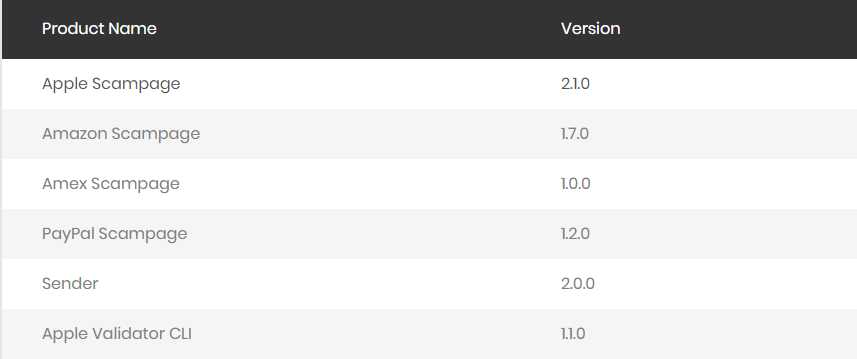 Product Name Version
Apple Scampage 2.1.0
Amazon Scampage 1.7.0
Amex Scampage 1.0.0
PayPal Scampage 1.2.0
Sender 2.0.0
Apple Validator CLI 1.1.0